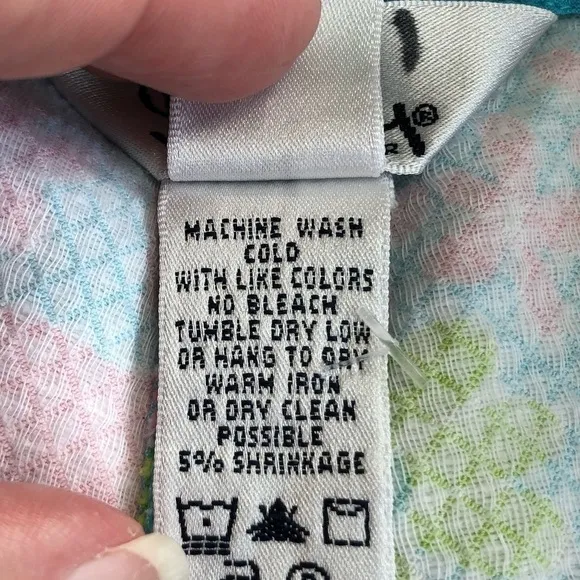 MACHINE WASH
COLD
WITH LIKE COLORS
NO BLEACH
TUMBLE DRY LOW
OR HANG TO DRY
WARM IRON
OR DRY CLEAN
POSSIBLE
5% SHRINKAGE